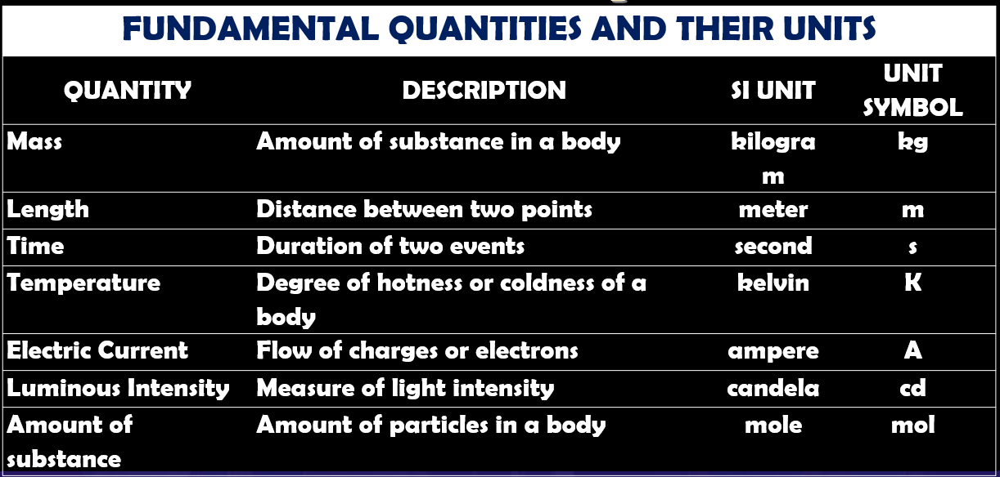 FUNDAMENTAL QUANTITIES AND THEIR UNITS
QUANTITY DESCRIPTION SI UNIT UNIT
SYMBOL
Mass Amount of substance in a body kilogra kg
m
Length Distance between two points meter m
Time Duration of two events second s
Temperature Degree of hotness or coldness of a kelvin K
body
Electric Current Flow of charges or electrons ampere A
Luminous Intensity Measure of light intensity candela cd
Amount of Amount of particles in a body mole mol
substance